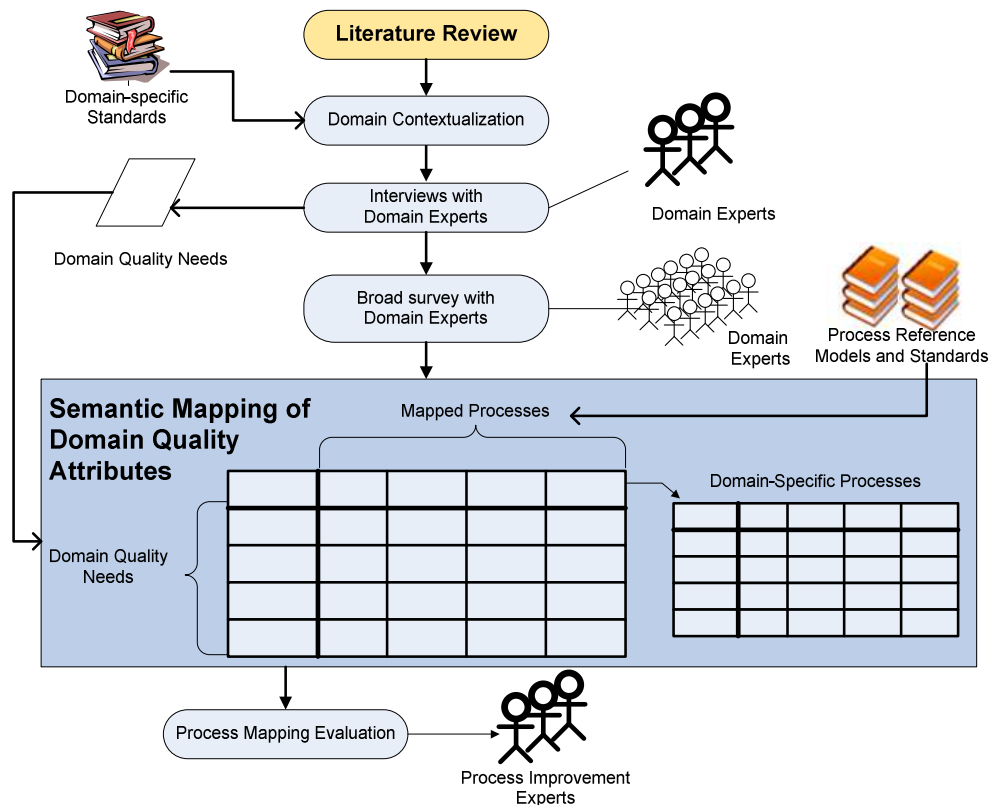 Literature Review
Domain-specific
Standards
Domain Contextualization
Interviews with
Domain Experts
Domain Experts
Domain Quality Needs
Broad survey with
Domain Experts
Domain
Experts
Process Reference
Models and Standards
Semantic Mapping of
Domain Quality
Attributes
Mapped Processes
Domain-Specific Processes
Domain Quality
Needs
Process Mapping Evaluation
Process Improvement
Experts